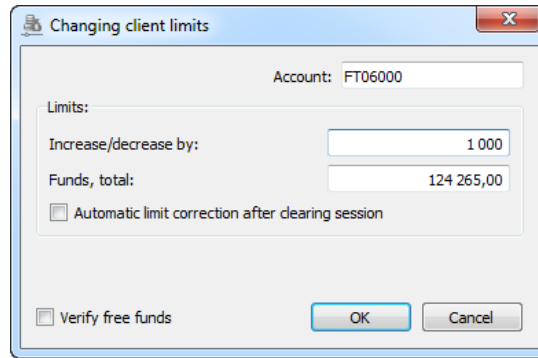 Changing client limits
Account: FT06000
Limits:
Increase/decrease by: 1 000
Funds, total: 124 265,00
Automatic limit correction after clearing session
Verify free funds OK Cancel